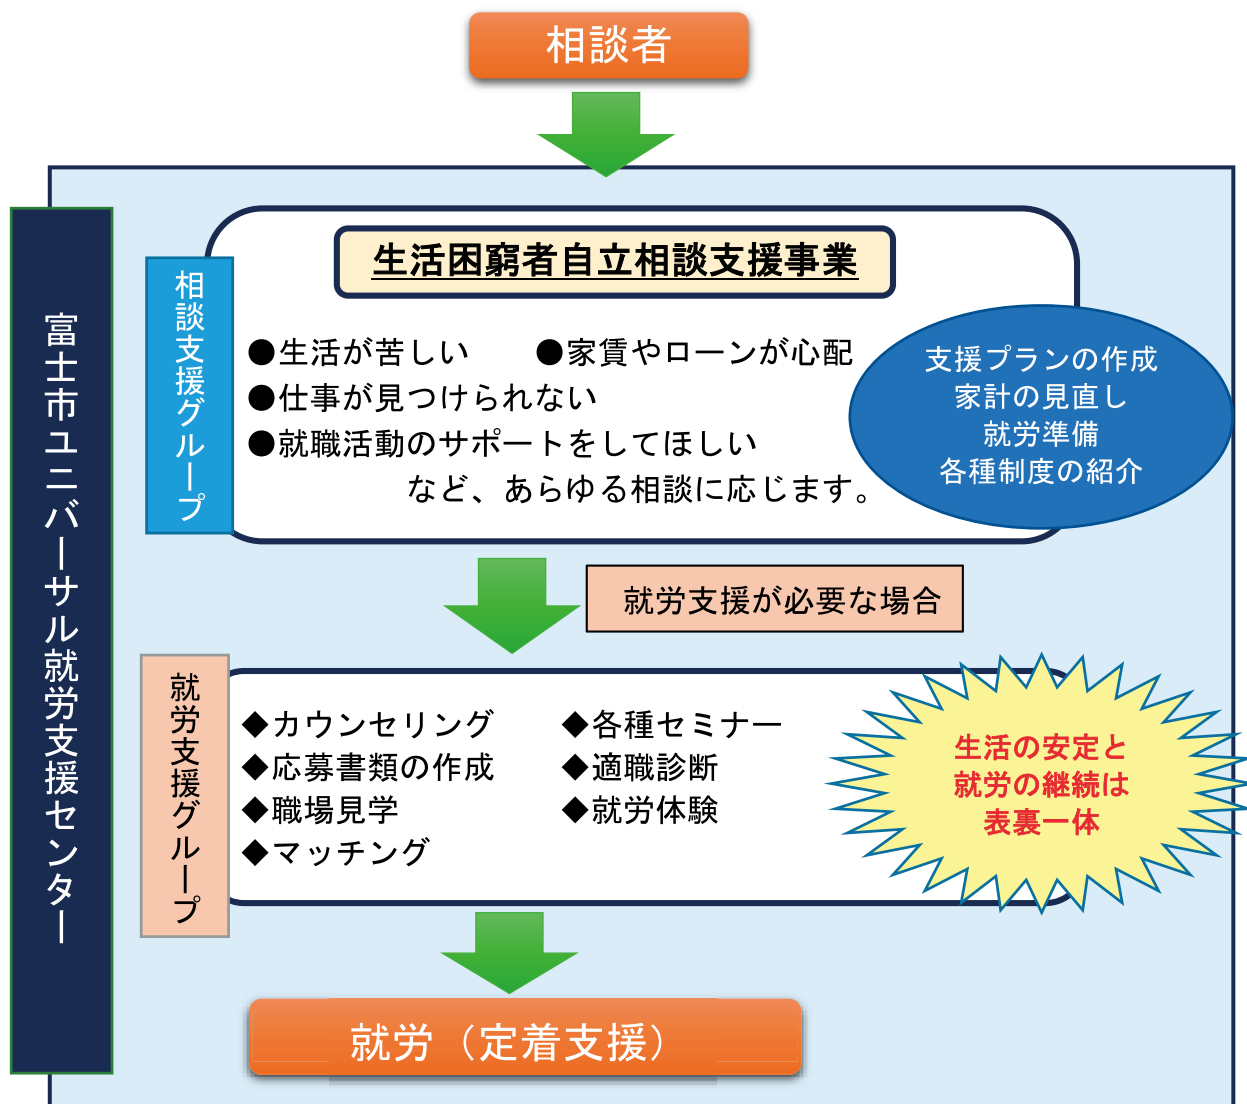 相談者
富士市ユニバーサル就労支援センター
相談支援グループ
生活困窮者自立相談支援事業
●生活が苦しい　●家賃やローンが心配
●仕事が見つけられない
●就職活動のサポートをしてほしい
など、あらゆる相談に応じます。
支援プランの作成
家計の見直し
就労準備
各種制度の紹介
就労支援が必要な場合
就労支援グループ
◆カウンセリング　◆各種セミナー
◆応募書類の作成　◆適職診断
◆職場見学　◆就労体験
◆マッチング
生活の安定と
就労の継続は
表裏一体
就労（定着支援）